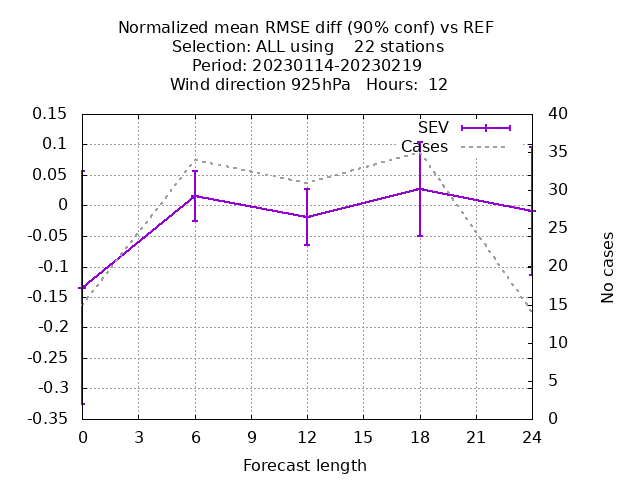 Normalized mean RMSE diff (90% conf) vs REF
Selection: ALL using    22 stations
Period: 20230114-20230219
Wind direction 925hPa   Hours:  12
SEV
Cases
0.15
0.1
0.05
0
-0.05
-0.1
-0.15
-0.2
-0.25
-0.3
-0.35
40
35
30
25
20
15
10
5
0
No cases
0 3 6 9 12 15 18 21 24
Forecast length